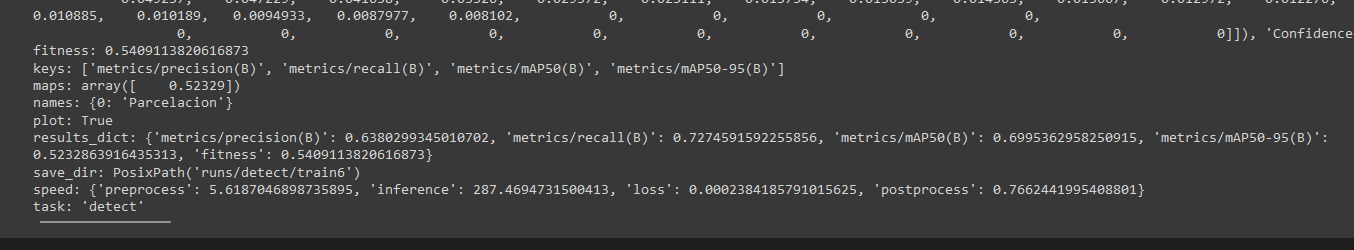 0.010885, 0.010189, 0.0094933, 0.0087977, 0.008102, 0, 0, 0, 0, 0,
0, 0, 0, 0, 0, 0, 0, 0, 0, 0, 0]]), 'Confidence
fitness: 0.5409113820616873
keys: ['metrics/precision(B)', 'metrics/recall(B)', 'metrics/mAP50(B)', 'metrics/mAP50-95(B)']
maps: array([ 0.52329])
names: {0: 'Parcelacion'}
plot: True
results_dict: {'metrics/precision(B)': 0.6380299345010702, 'metrics/recall(B)': 0.7274591592255856, 'metrics/mAP50(B)': 0.6995362958250915, 'metrics/mAP50-95(B)':
0.5232863916435313, 'fitness': 0.5409113820616873}
save_dir: PosixPath('runs/detect/train6')
speed: {'preprocess': 5.6187046898735895, 'inference': 287.4694731500413, 'loss': 0.0002384185791015625, 'postprocess': 0.7662441995408801}
task: 'detect'